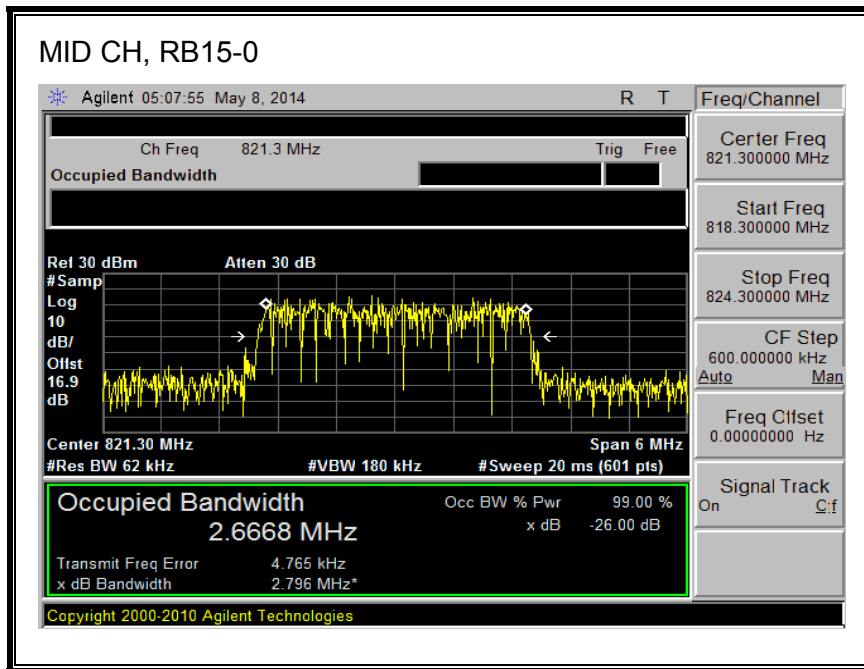 MID CH, RB15-0
Agilent 05:07:55 May 8, 2014 R T
Ch Freq 821.3 MHz Trig Free
Occupied Bandwidth
Ref 30 dBm Atten 30 dB
#Samp
Log
10
dB/
Offst
16.9
dB
Center 821.30 MHz Span 6 MHz
#Res BW 62 kHz #VBW 180 kHz #Sweep 20 ms (601 pts)
Occupied Bandwidth
2.6668 MHz
Occ BW % Pwr 99.00 %
x dB -26.00 dB
Transmit Freq Error 4.765 kHz
x dB Bandwidth 2.796 MHz*
Copyright 2000-2010 Agilent Technologies
Freq/Channel
Center Freq
821.300000 MHz
Start Freq
818.300000 MHz
Stop Freq
824.300000 MHz
CF Step
600.000000 kHz
Auto Man
Freq Offset
0.00000000 Hz
Signal Track
On Off